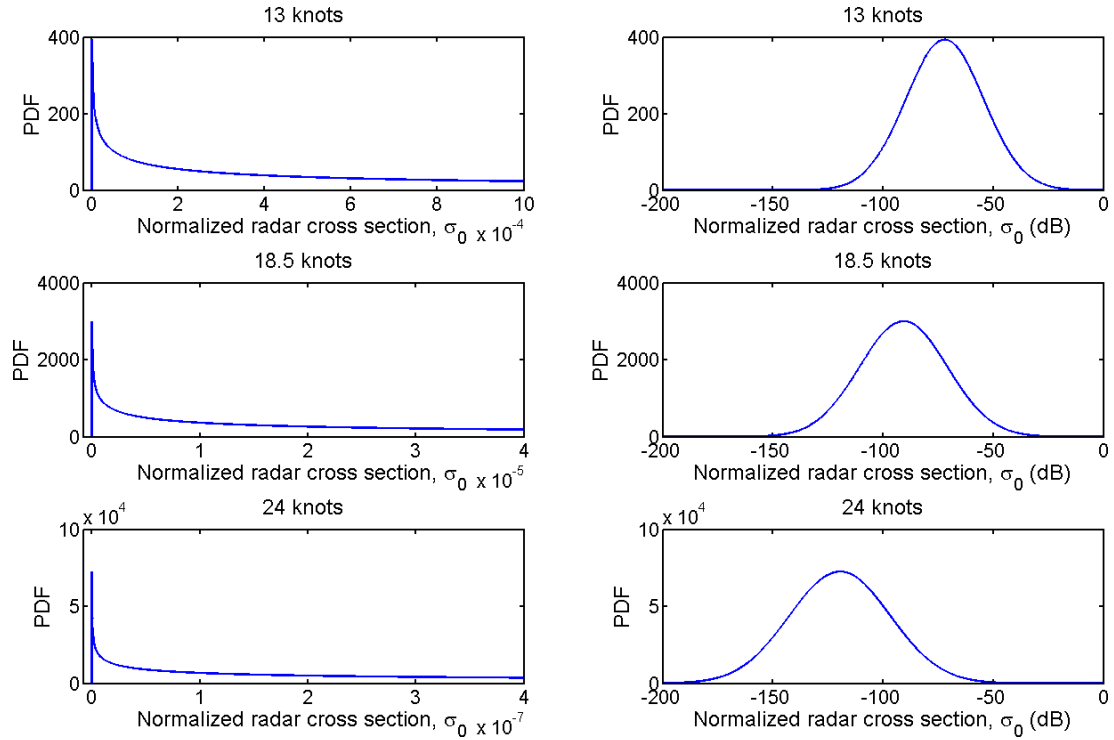 13 knots
400
200
0
PDF
0 2 4 6 8 10
Normalized radar cross section, σ0 x 10-4
13 knots
400
200
0
PDF
-200 -150 -100 -50 0
Normalized radar cross section, σ0 (dB)
18.5 knots
4000
2000
0
PDF
0 1 2 3 4
Normalized radar cross section, σ0 x 10-5
18.5 knots
4000
2000
0
PDF
-200 -150 -100 -50 0
Normalized radar cross section, σ0 (dB)
24 knots
x 104
10
5
0
PDF
0 1 2 3 4
Normalized radar cross section, σ0 x 10-7
24 knots
x 104
10
5
0
PDF
-200 -150 -100 -50 0
Normalized radar cross section, σ0 (dB)